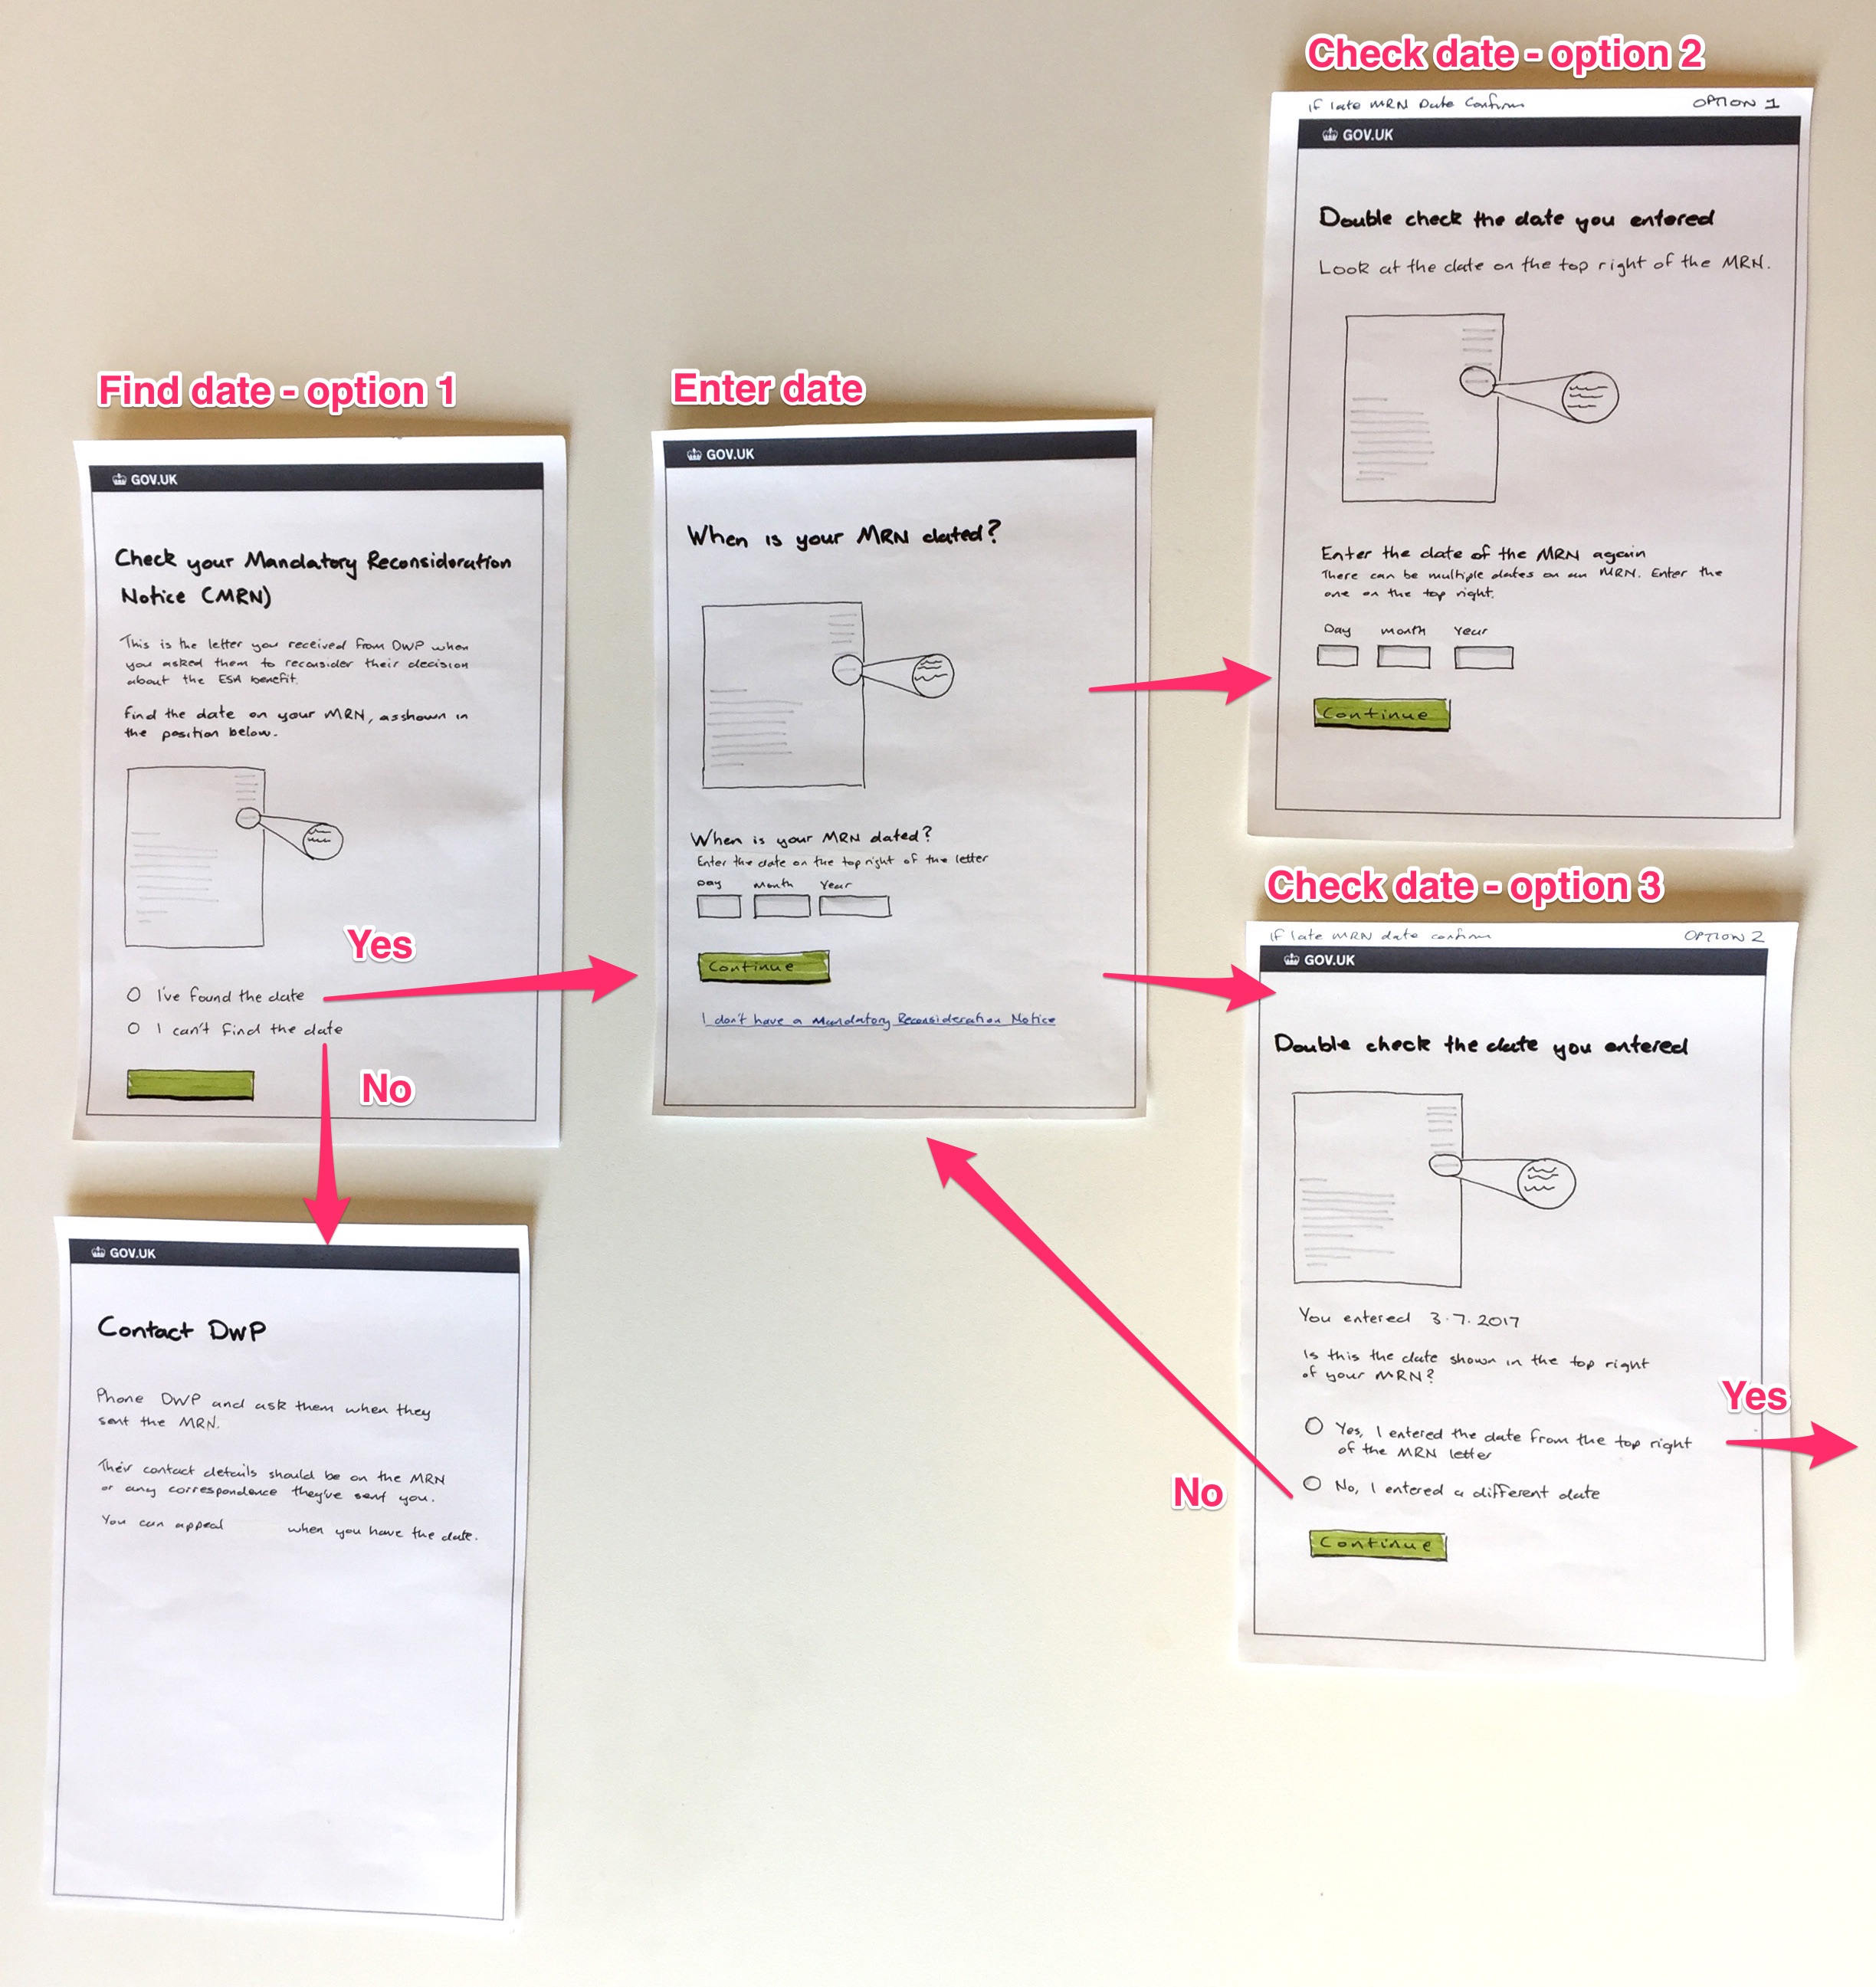 Find date - option 1
GOV.UK
Check your Mandatory Reconsideration
Notice (MRN)
This is the letter you received from DWP when
you asked them to reconsider their decision
about the ESA benefit.
Find the date on your MRN, as shown in
the position below.
I've found the date
I can't find the date
Yes
No
GOV.UK
Contact DWP
Phone DWP and ask them when they
sent the MRN.
Their contact details should be on the MRN
or any correspondence they've sent you.
You can appeal when you have the date.
Enter date
GOV.UK
When is your MRN dated?
When is your MRN dated?
Enter the date on the top right of the letter
Day Month Year
Continue
I don't have a Mandatory Reconsideration Notice
Check date - option 2
If late MRN Date Confirm OPTION 1
GOV.UK
Double check the date you entered
Look at the date on the top right of the MRN.
Enter the date of the MRN again
There can be multiple dates on an MRN. Enter the
one on the top right.
Day Month Year
Continue
Check date - option 3
If late MRN date confirm OPTION 2
GOV.UK
Double check the date you entered
You entered 3.7.2017
Is this the date shown in the top right
of your MRN?
Yes, I entered the date from the top right
of the MRN letter
No, I entered a different date
Continue
Yes
No